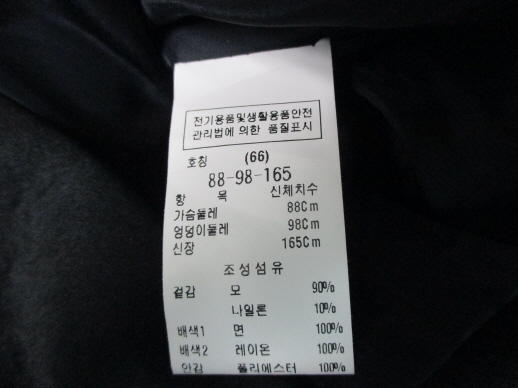 전기용품및생활용품안전
관리법에 의한 품질표시
호칭 (66)
88-98-165
항 목 신체치수
가슴둘레 88Cm
엉덩이둘레 98Cm
신장 165Cm
조성섬유
겉감 모 90%
나일론 10%
배색1 면 100%
배색2 레이온 100%
안감 폴리에스터 100%